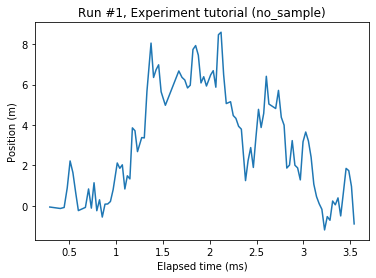 Run #1, Experiment tutorial (no_sample)
Position (m)
8
6
4
2
0
0.5 1 1.5 2 2.5 3 3.5
Elapsed time (ms)